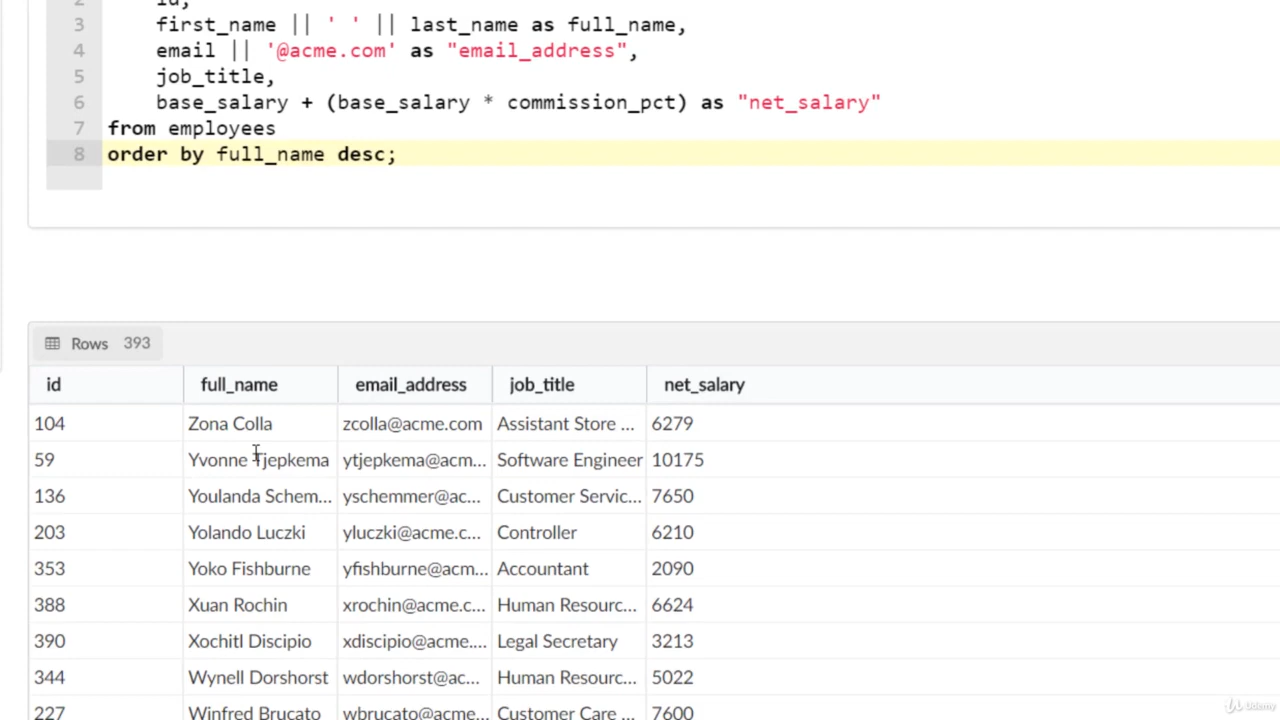 2 id,
3 first_name || ' ' || last_name as full_name,
4 email || '@acme.com' as "email_address",
5 job_title,
6 base_salary + (base_salary * commission_pct) as "net_salary"
7 from employees
8 order by full_name desc;
Rows 393
id full_name email_address job_title net_salary
104 Zona Colla zcolla@acme.com Assistant Store ... 6279
59 Yvonne Tjepkema ytjepkema@acm... Software Engineer 10175
136 Youlanda Schem... yschemmer@ac... Customer Servic... 7650
203 Yolando Luczki yluczki@acme.c... Controller 6210
353 Yoko Fishburne yfishburne@acm... Accountant 2090
388 Xuan Rochin xrochin@acme.c... Human Resourc... 6624
390 Xochitl Discipio xdiscipio@acme.... Legal Secretary 3213
344 Wynell Dorshorst wdorshorst@ac... Human Resourc... 5022
227 Winfred Brucato wbrucato@acme... Customer Care ... 7600
Udemy